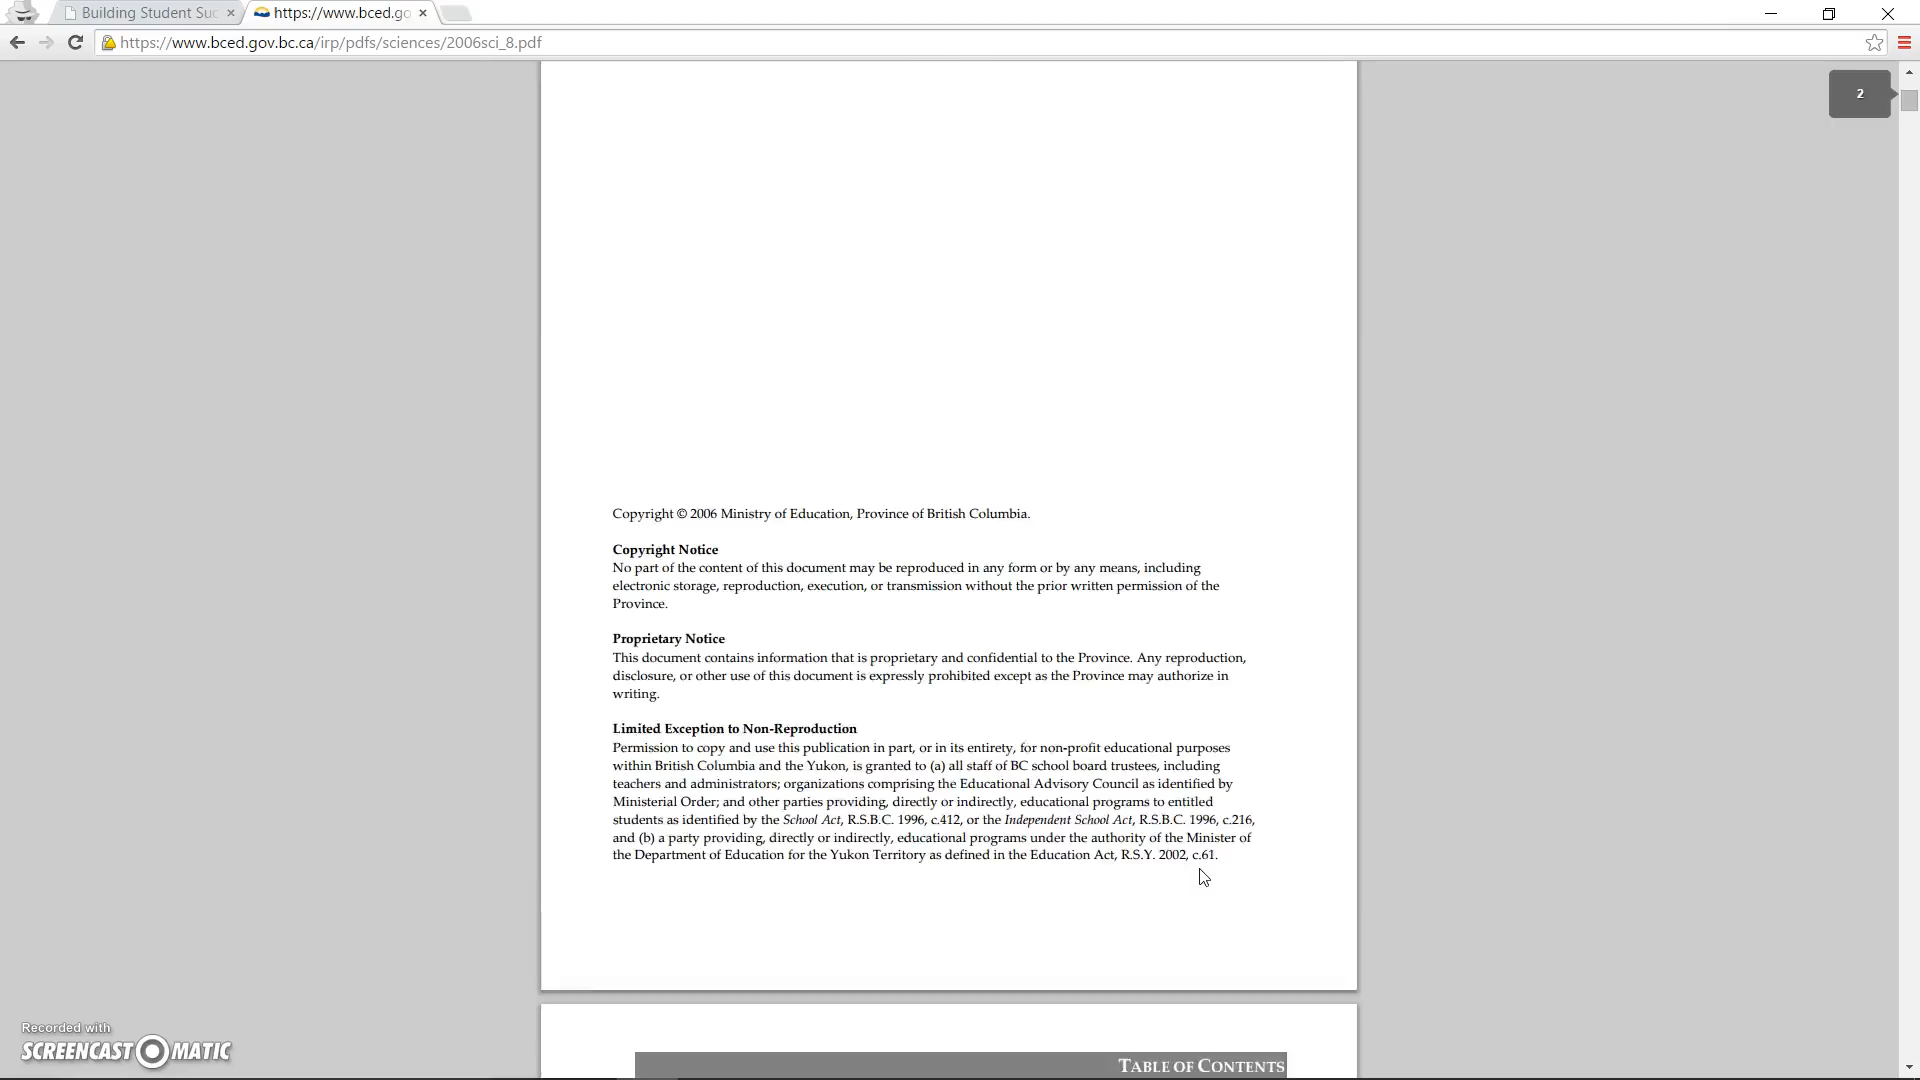 Building Student Suc
https://www.bced.go
https://www.bced.gov.bc.ca/irp/pdfs/sciences/2006sci_8.pdf
2
Copyright © 2006 Ministry of Education, Province of British Columbia.
Copyright Notice
No part of the content of this document may be reproduced in any form or by any means, including
electronic storage, reproduction, execution, or transmission without the prior written permission of the
Province.
Proprietary Notice
This document contains information that is proprietary and confidential to the Province. Any reproduction,
disclosure, or other use of this document is expressly prohibited except as the Province may authorize in
writing.
Limited Exception to Non-Reproduction
Permission to copy and use this publication in part, or in its entirety, for non-profit educational purposes
within British Columbia and the Yukon, is granted to (a) all staff of BC school board trustees, including
teachers and administrators; organizations comprising the Educational Advisory Council as identified by
Ministerial Order; and other parties providing, directly or indirectly, educational programs to entitled
students as identified by the School Act, R.S.B.C. 1996, c.412, or the Independent School Act, R.S.B.C. 1996, c.216,
and (b) a party providing, directly or indirectly, educational programs under the authority of the Minister of
the Department of Education for the Yukon Territory as defined in the Education Act, R.S.Y. 2002, c.61.
Recorded with
SCREENCAST MATIC
TABLE OF CONTENTS